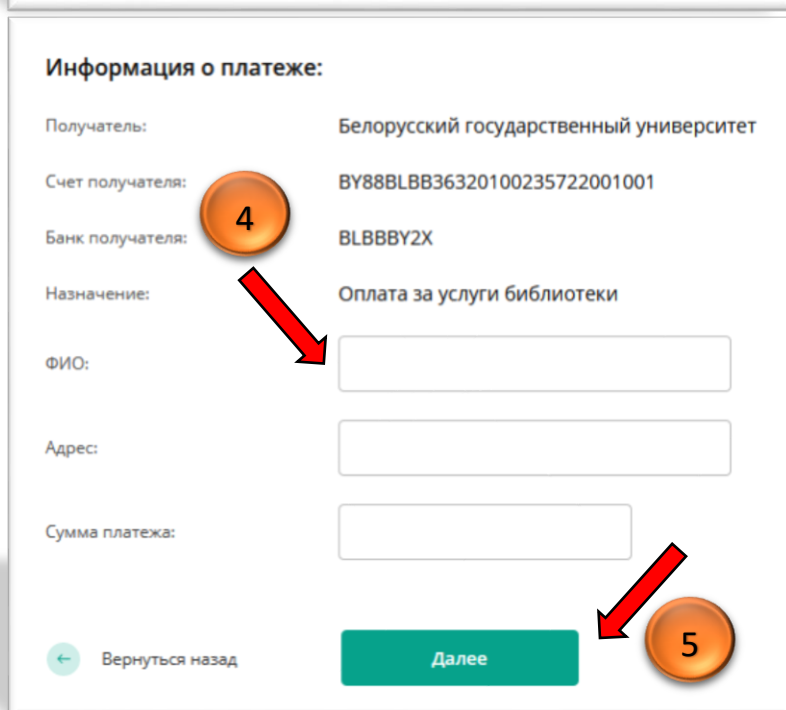 Информация о платеже:
Получатель: Белорусский государственный университет
Счет получателя: BY88BLBB36320100235722001001
4
Банк получателя: BLBBBY2X
Назначение: Оплата за услуги библиотеки
ФИО:
Адрес:
Сумма платежа:
← Вернуться назад Далее
5